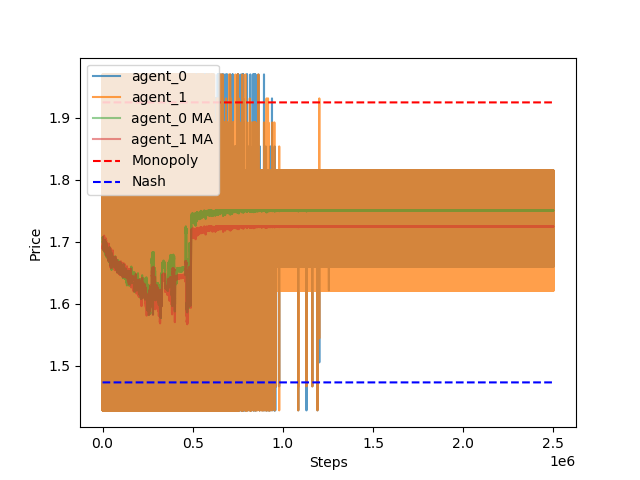 agent_0
agent_1
agent_0 MA
agent_1 MA
Monopoly
Nash
Price
1.9
1.8
1.7
1.6
1.5
0.0 0.5 1.0 1.5 2.0 2.5
Steps
1e6